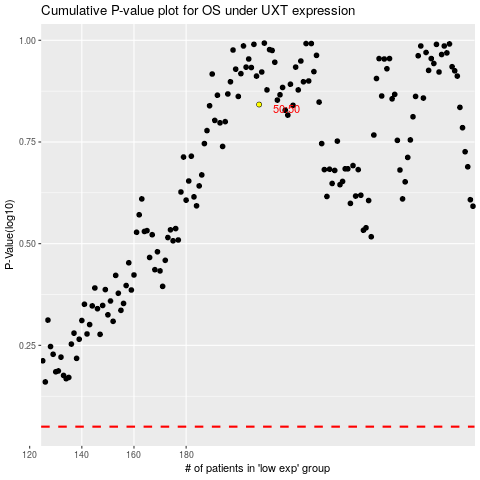 Cumulative P-value plot for OS under UXT expression
1.00
0.75
0.50
0.25
P-Value(log10)
50-50
120 140 160 180
# of patients in 'low exp' group